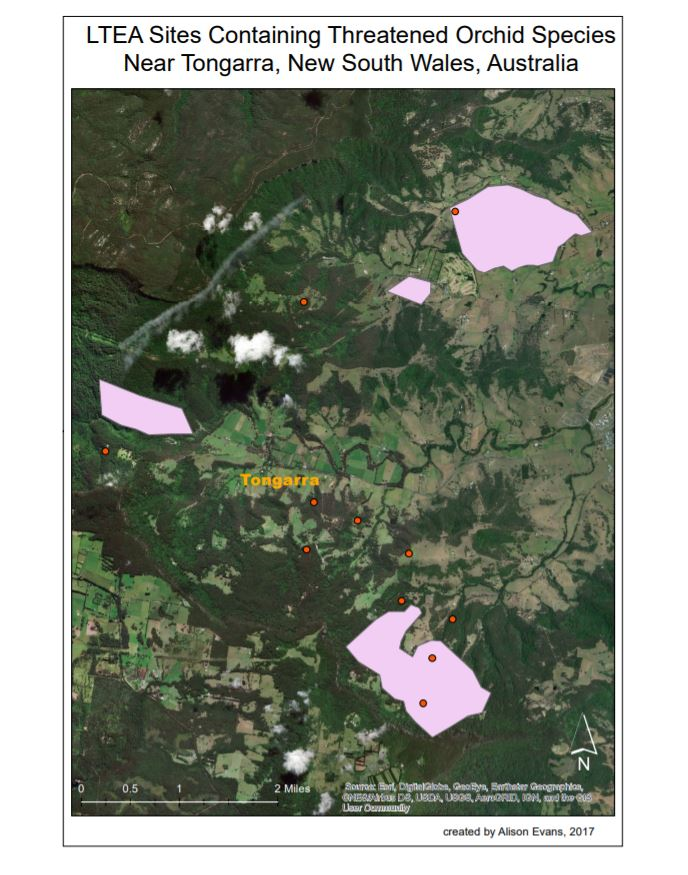 LTEA Sites Containing Threatened Orchid Species
Near Tongarra, New South Wales, Australia
Tongarra
N
0 0.5 1 2 Miles
Source: Esri, DigitalGlobe, GeoEye, Earthstar Geographics,
CNES/Airbus DS, USDA, USGS, AeroGRID, IGN, and the GIS
User Community
created by Alison Evans, 2017